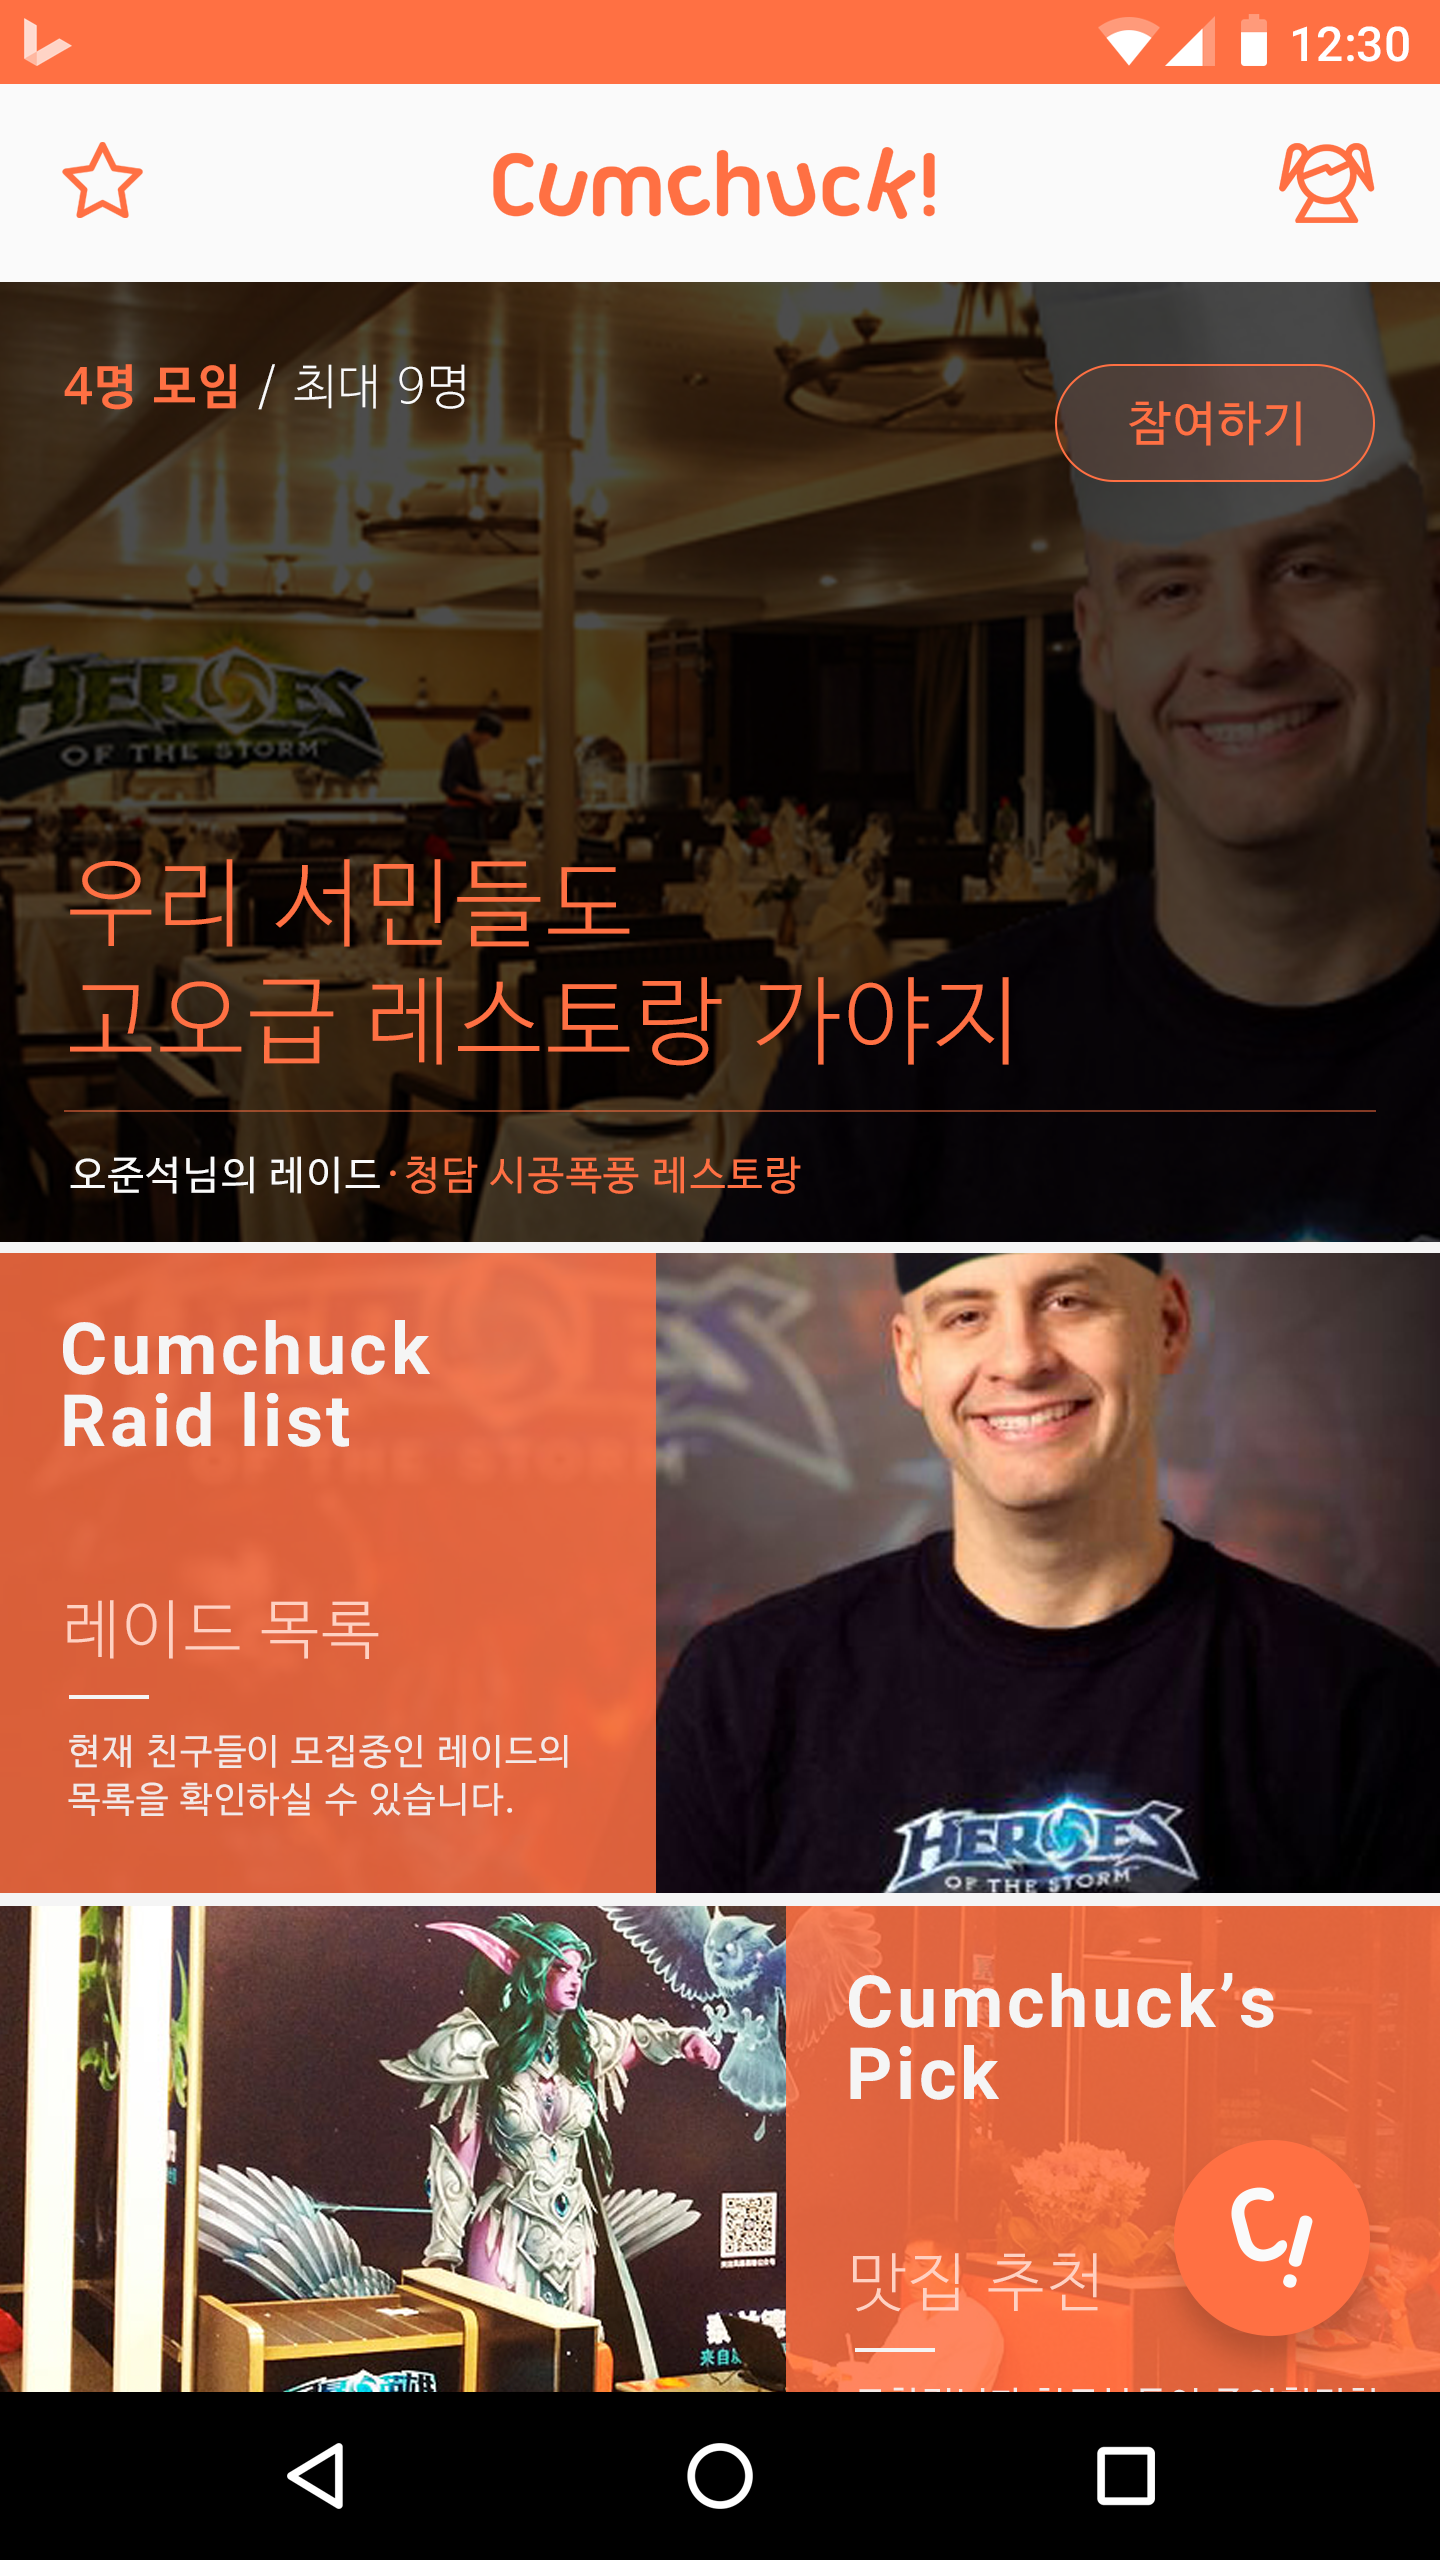 12:30
Cumchuck!
4명 모임 / 최대 9명
참여하기
HEROES
OF THE STORM
우리 서민들도
고오급 레스토랑 가야지
오준석님의 레이드·청담 시공폭풍 레스토랑
Cumchuck
Raid list
레이드 목록
현재 친구들이 모집중인 레이드의
목록을 확인하실 수 있습니다.
HEROES
OF THE STORM
Cumchuck’s
Pick
C!
맛집 추천